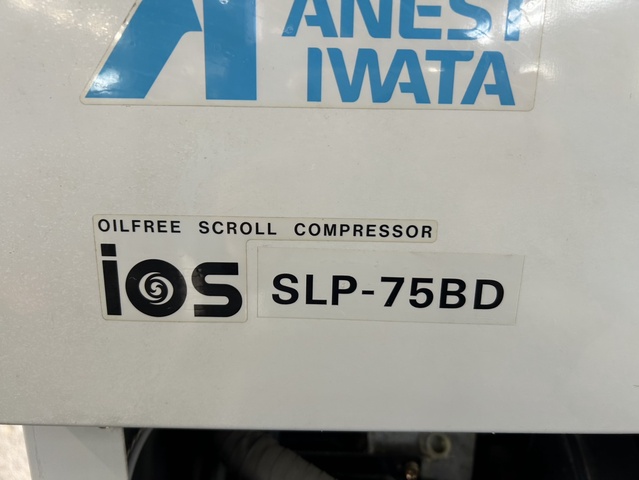 ANEST
IWATA
OILFREE SCROLL COMPRESSOR
ios
SLP-75BD